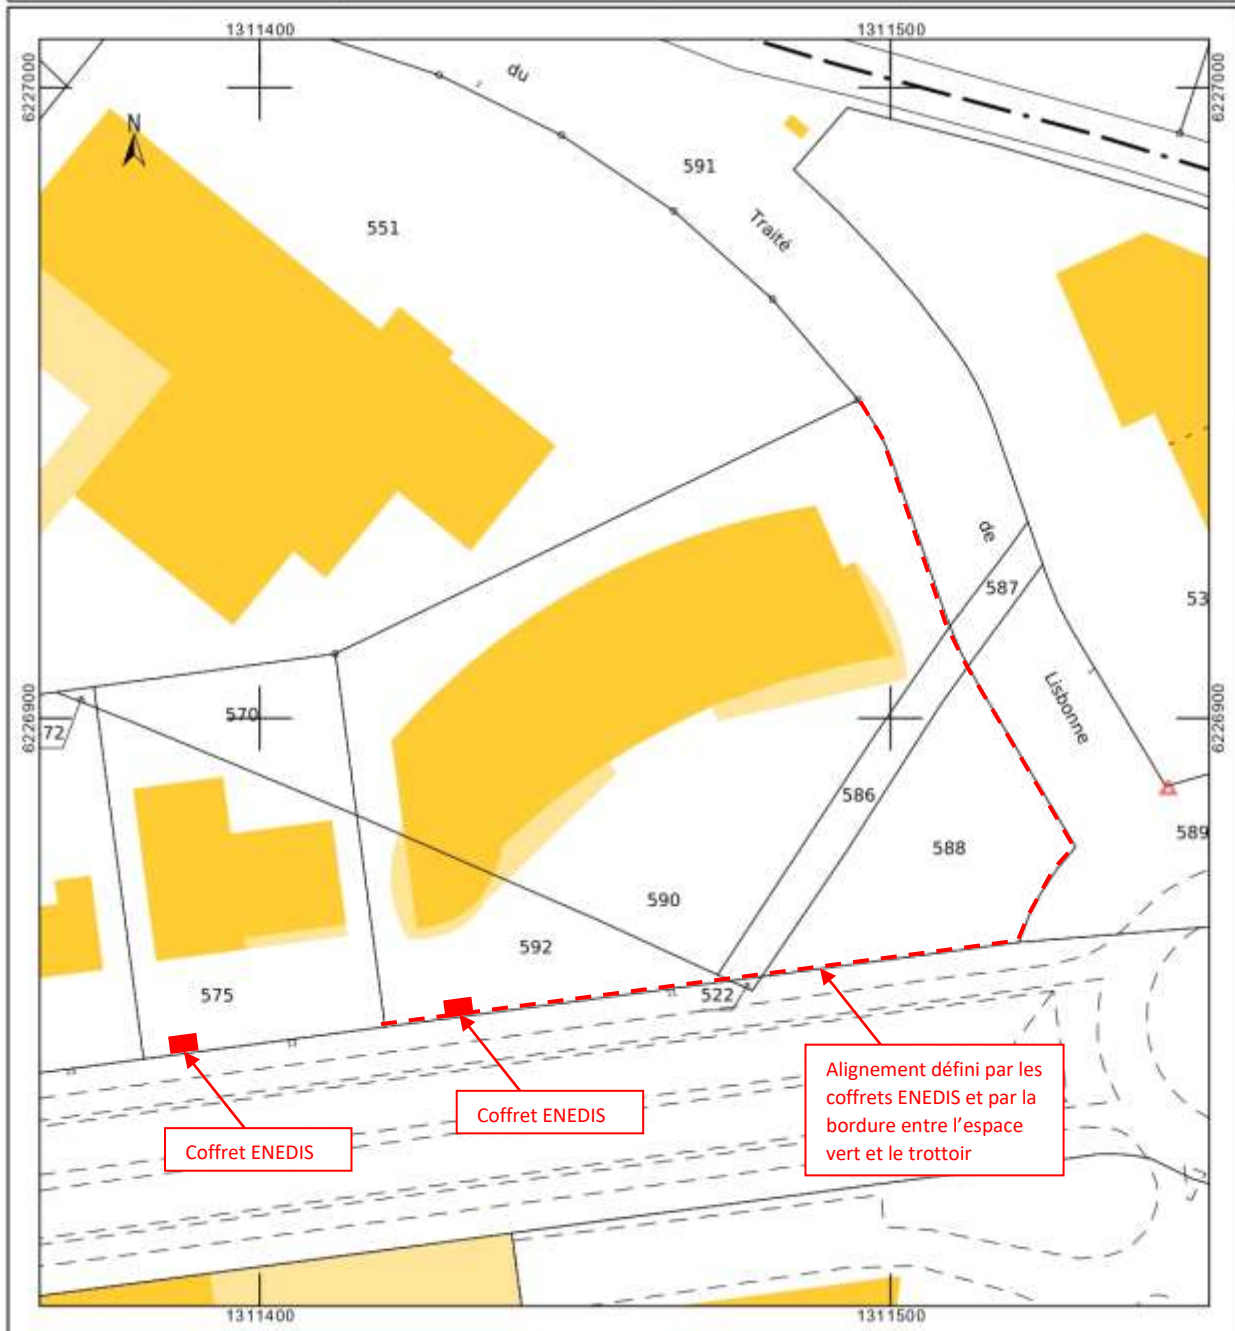 1311400
1311500
6227000
6227000
N
du
591
551
Traité
de
587
53
570
72
6226900
6226900
Lisbonne
586
588
589
590
592
575
522
Alignement défini par les
coffrets ENEDIS et par la
bordure entre l'espace
vert et le trottoir
Coffret ENEDIS
Coffret ENEDIS
1311400
1311500